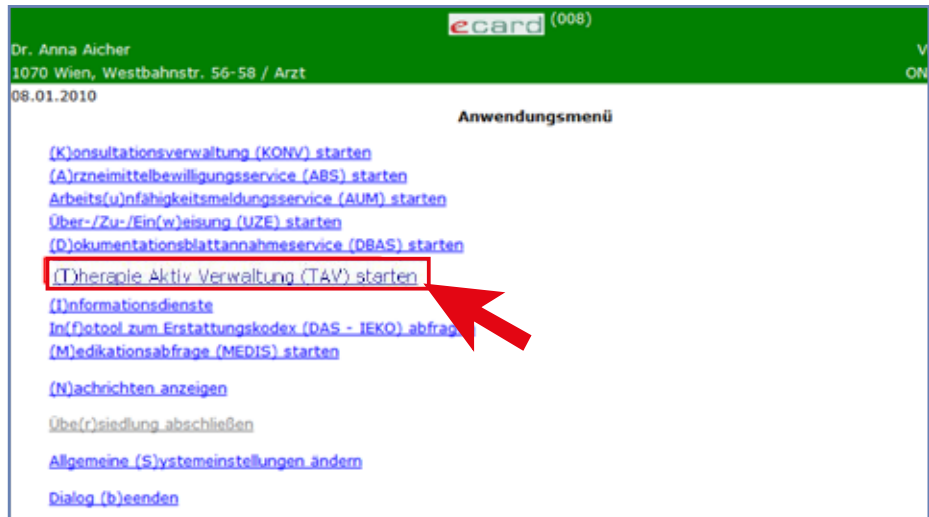 ecard (008)
Dr. Anna Aicher V
1070 Wien, Westbahnstr. 56-58 / Arzt ON
08.01.2010
Anwendungsmenü
(K)onsultationsverwaltung (KONV) starten
(A)rzneimittelbewilligungsservice (ABS) starten
Arbeits(u)nfähigkeitsmeldungsservice (AUM) starten
Über-/Zu-/Ein(w)eisung (UZE) starten
(D)okumentationsblattannahmeservice (DBAS) starten
(T)herapie Aktiv Verwaltung (TAV) starten
(I)nformationsdienste
In(f)otool zum Erstattungskodex (DAS - IEKO) abfrag
(M)edikationsabfrage (MEDIS) starten
(N)achrichten anzeigen
Übe(r)siedlung abschließen
Allgemeine (S)ystemeinstellungen ändern
Dialog (b)eenden